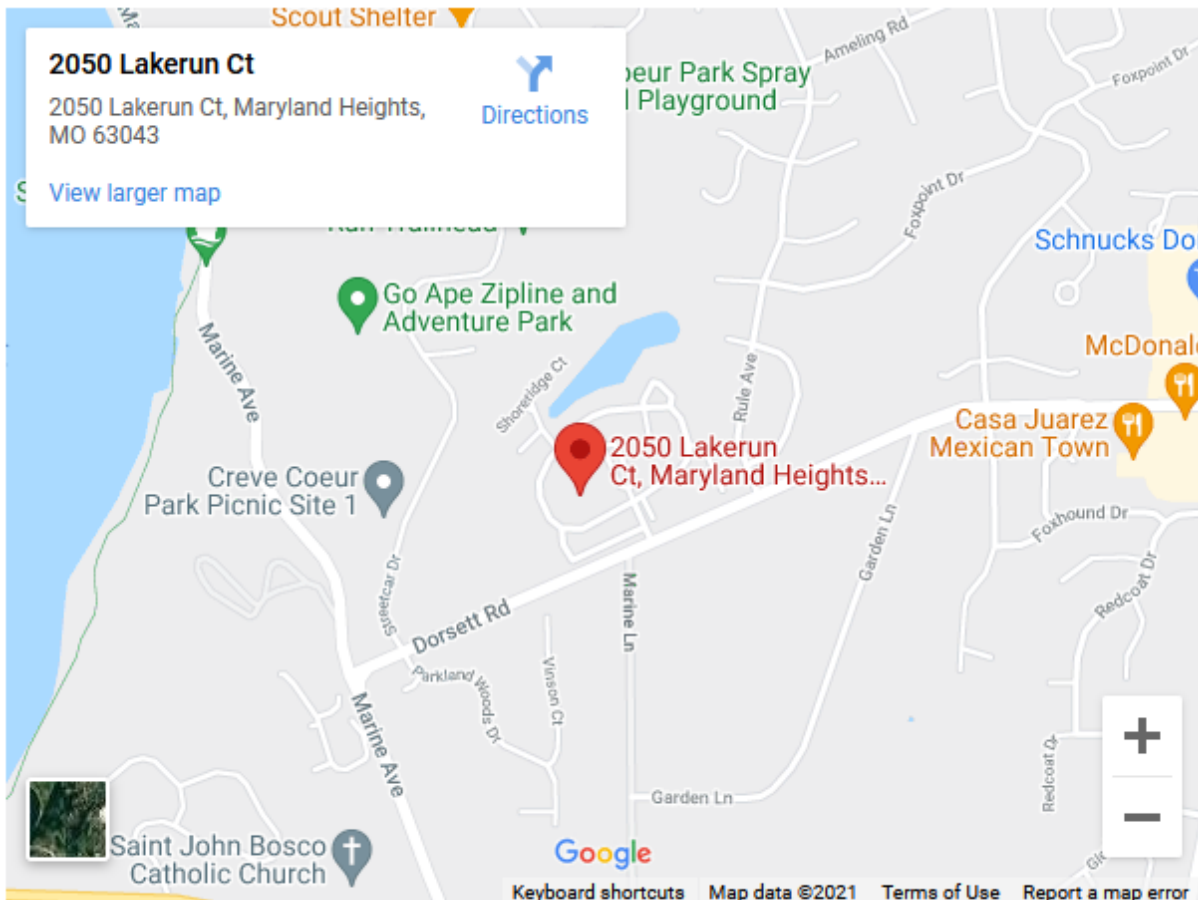 Scout Shelter
2050 Lakerun Ct
2050 Lakerun Ct, Maryland Heights,
MO 63043
Directions
View larger map
Park Spray
Playground
Ameling Rd
Foxpoint Dr
Foxpoint Dr
Schnucks
Go Ape Zipline and
Adventure Park
Marine Ave
Shoreridge Ct
Rule Ave
Casa Juarez
Mexican Town
2050 Lakerun
Ct, Maryland Heights...
Creve Coeur
Park Picnic Site 1
Garden Ln
Foxhound Dr
Redcoat Dr
Streetcar Dr
Dorsett Rd
Marine Ln
Parkland Woods Dr
Vinson Ct
Marine Ave
Redcoat Dr
Garden Ln
Saint John Bosco
Catholic Church
Google
Keyboard shortcuts Map data ©2021 Terms of Use Report a map error